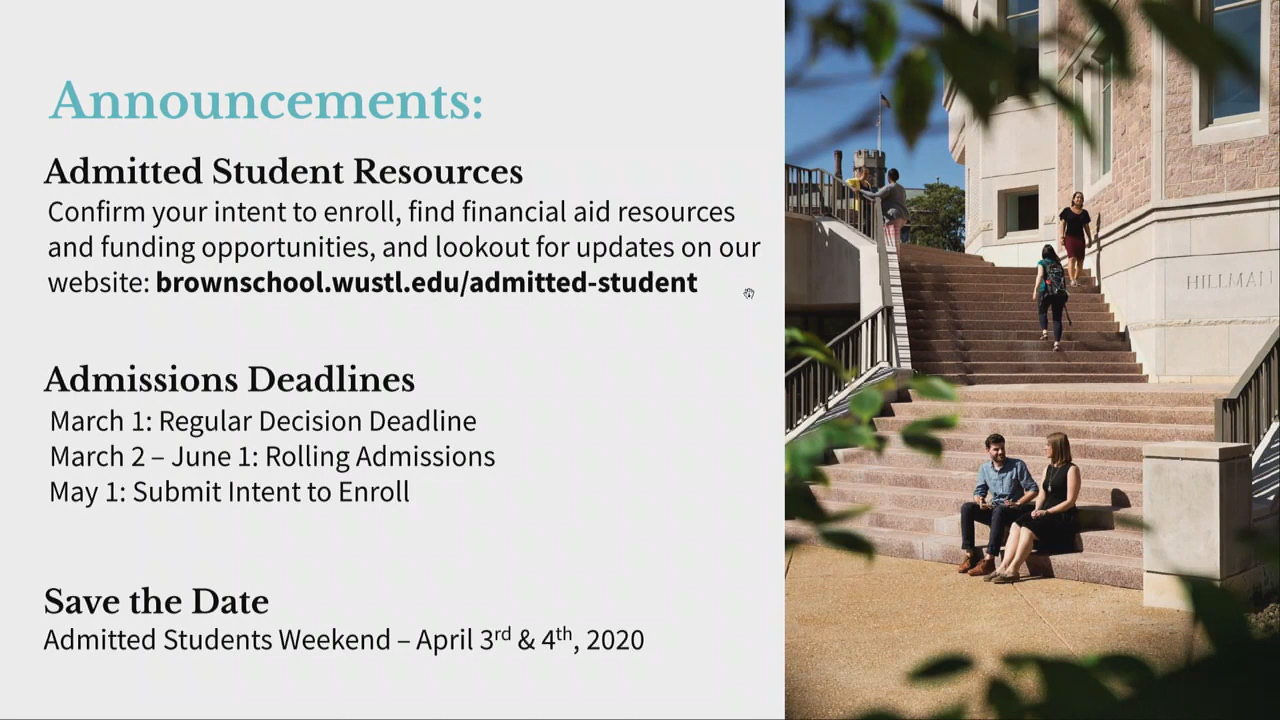 Announcements:
Admitted Student Resources
Confirm your intent to enroll, find financial aid resources
and funding opportunities, and lookout for updates on our
website: brownschool.wustl.edu/admitted-student
Admissions Deadlines
March 1: Regular Decision Deadline
March 2 – June 1: Rolling Admissions
May 1: Submit Intent to Enroll
Save the Date
Admitted Students Weekend – April 3rd & 4th, 2020
HILLMAN